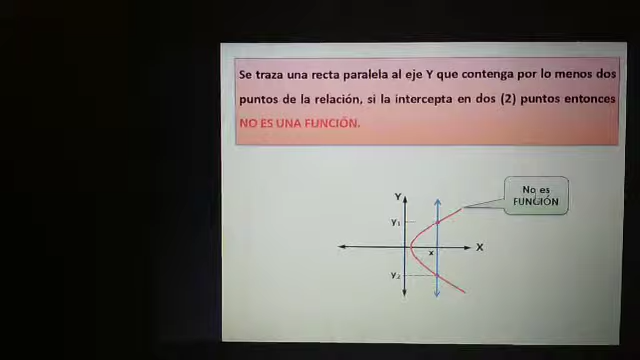 Se traza una recta paralela al eje Y que contenga por lo menos dos
puntos de la relación, si la intercepta en dos (2) puntos entonces
NO ES UNA FUNCIÓN.
No es
FUNCIÓN
Y
y₁
X
x
y₂